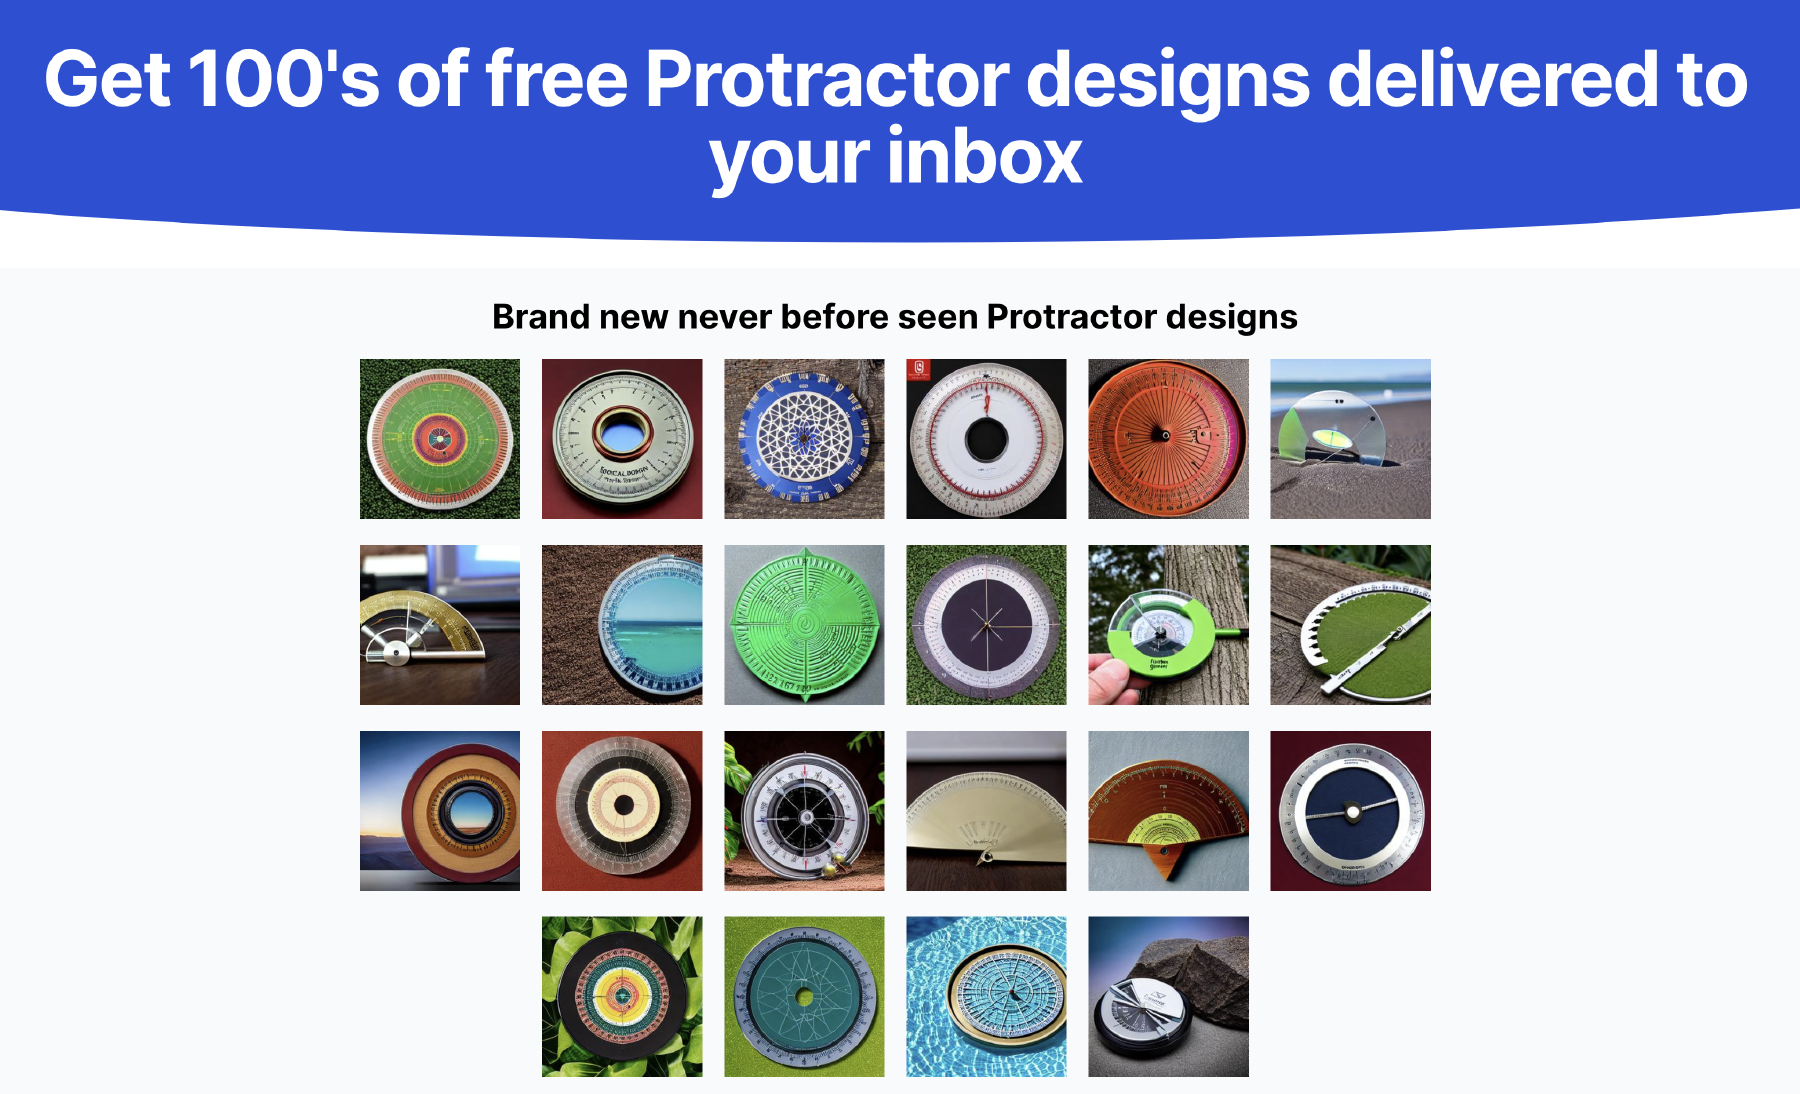 Get 100's of free Protractor designs delivered to
your inbox
Brand new never before seen Protractor designs